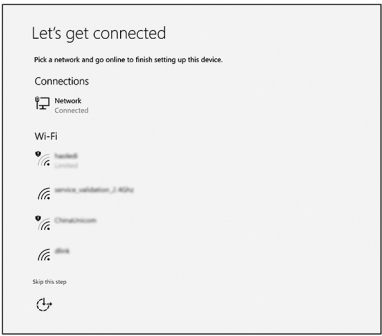 Let's get connected
Pick a network and go online to finish setting up this device.
Connections
Network
Connected
Wi-Fi
Limited
service_validation_2.4Ghz
ChinaUnicom
dlink
Skip this step